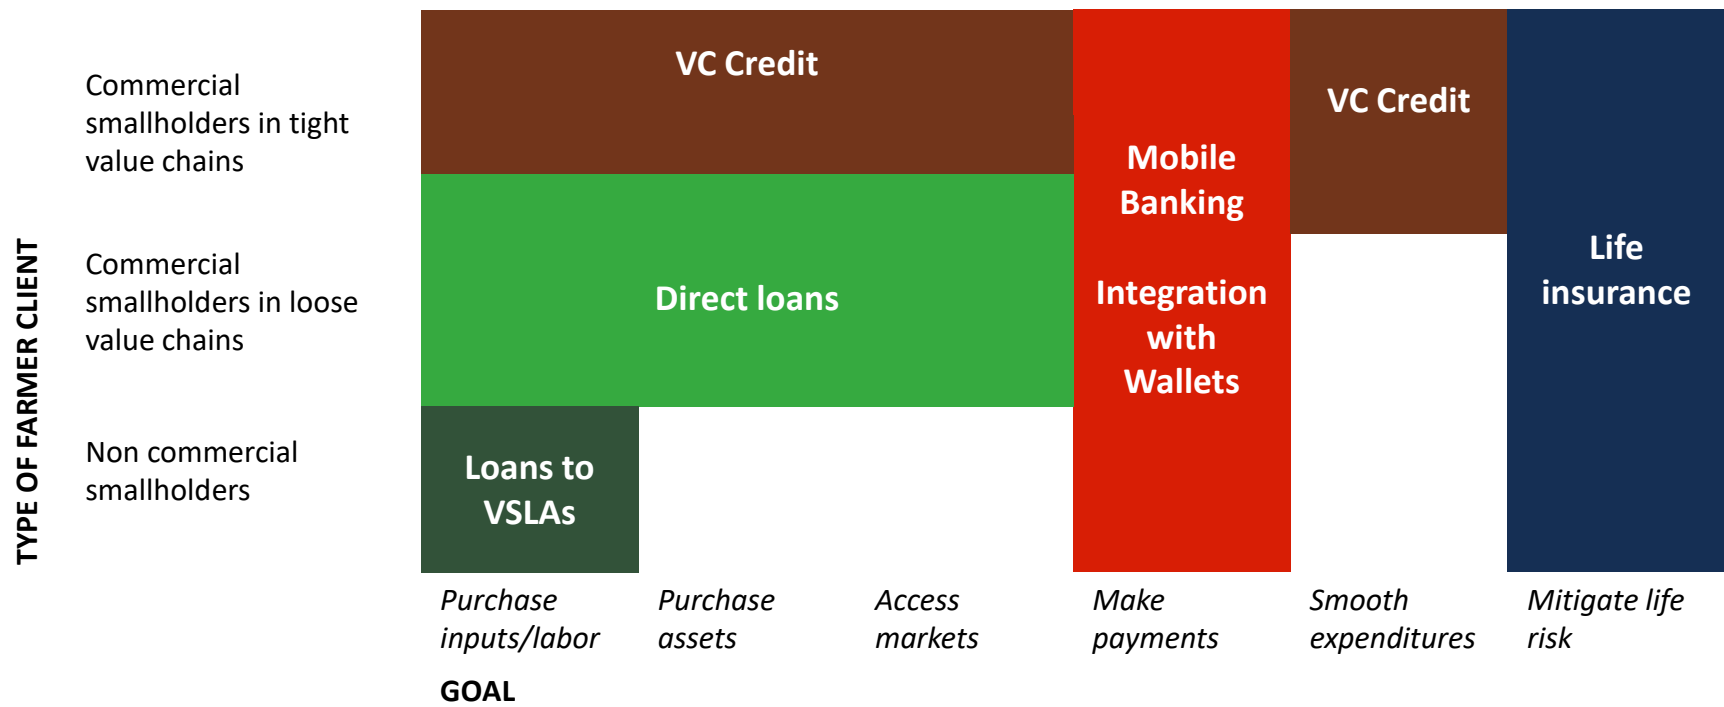 TYPE OF FARMER CLIENT
Commercial
smallholders in tight
value chains
Commercial
smallholders in loose
value chains
Non commercial
smallholders
VC Credit
Direct loans
Loans to
VSLAs
Mobile
Banking
Integration
with
Wallets
VC Credit
Life
insurance
Purchase
inputs/labor
Purchase
assets
Access
markets
Make
payments
Smooth
expenditures
Mitigate life
risk
GOAL